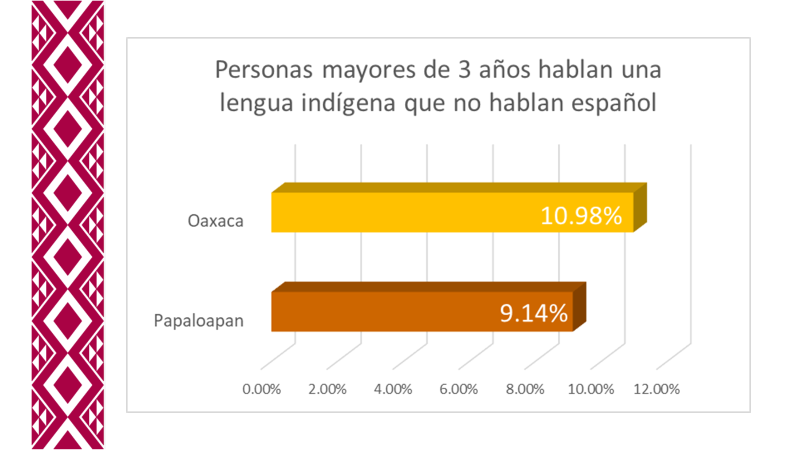 Personas mayores de 3 años hablan una
lengua indígena que no hablan español
Oaxaca
10.98%
Papaloapan
9.14%
0.00% 2.00% 4.00% 6.00% 8.00% 10.00% 12.00%